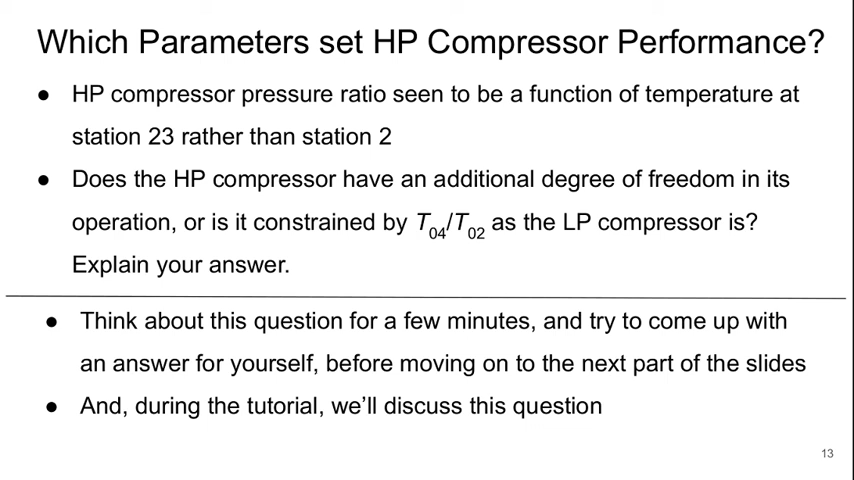 Which Parameters set HP Compressor Performance?
● HP compressor pressure ratio seen to be a function of temperature at
station 23 rather than station 2
● Does the HP compressor have an additional degree of freedom in its
operation, or is it constrained by T04/T02 as the LP compressor is?
Explain your answer.
● Think about this question for a few minutes, and try to come up with
an answer for yourself, before moving on to the next part of the slides
● And, during the tutorial, we’ll discuss this question
13